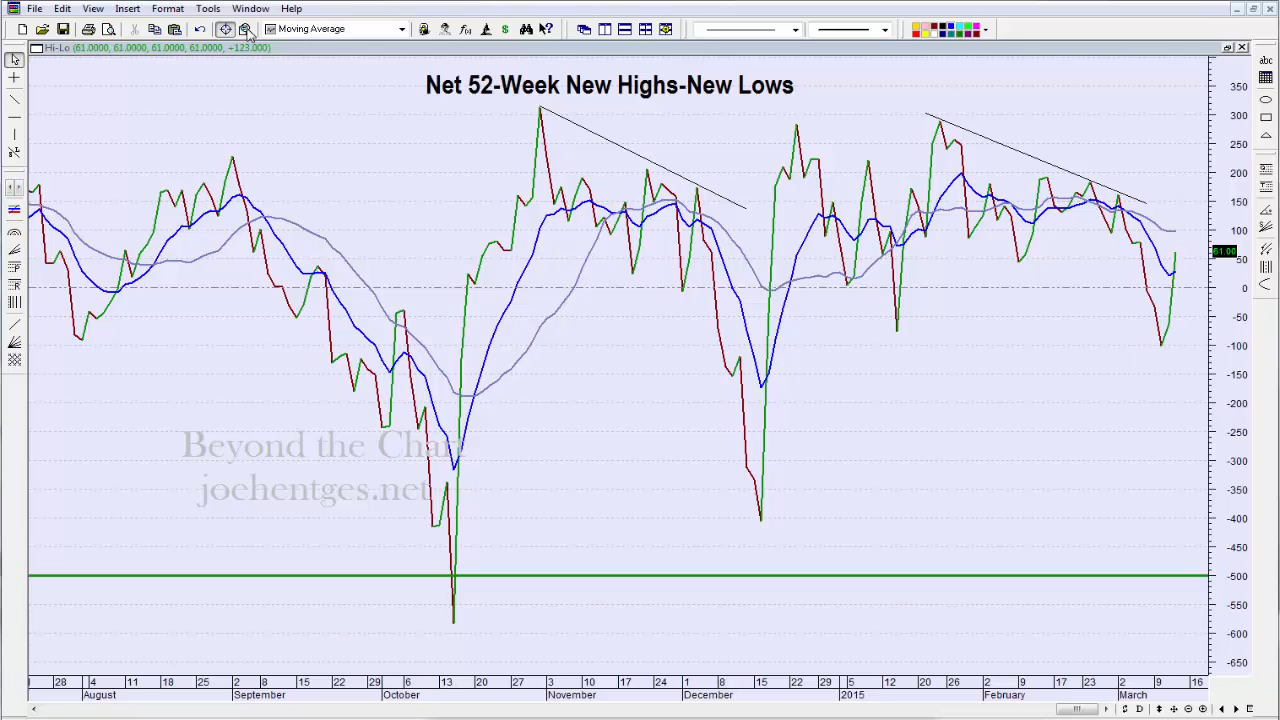 File Edit View Insert Format Tools Window Help
Moving Average
Hi-Lo (61.0000, 61.0000, 61.0000, 61.0000, +123.000)
Net 52-Week New Highs-New Lows
abc
350
300
250
200
150
100
61.00
50
0
-50
-100
-150
-200
-250
-300
-350
-400
-450
-500
-550
-600
-650
Beyond the Chart
joehentges.net
28 4 11 18 25 2 8 15 22 29 6 13 20 27 3 10 17 24 1 8 15 22 29 5 12 20 26 2 9 17 23 2 9 16
August September October November December 2015 February March